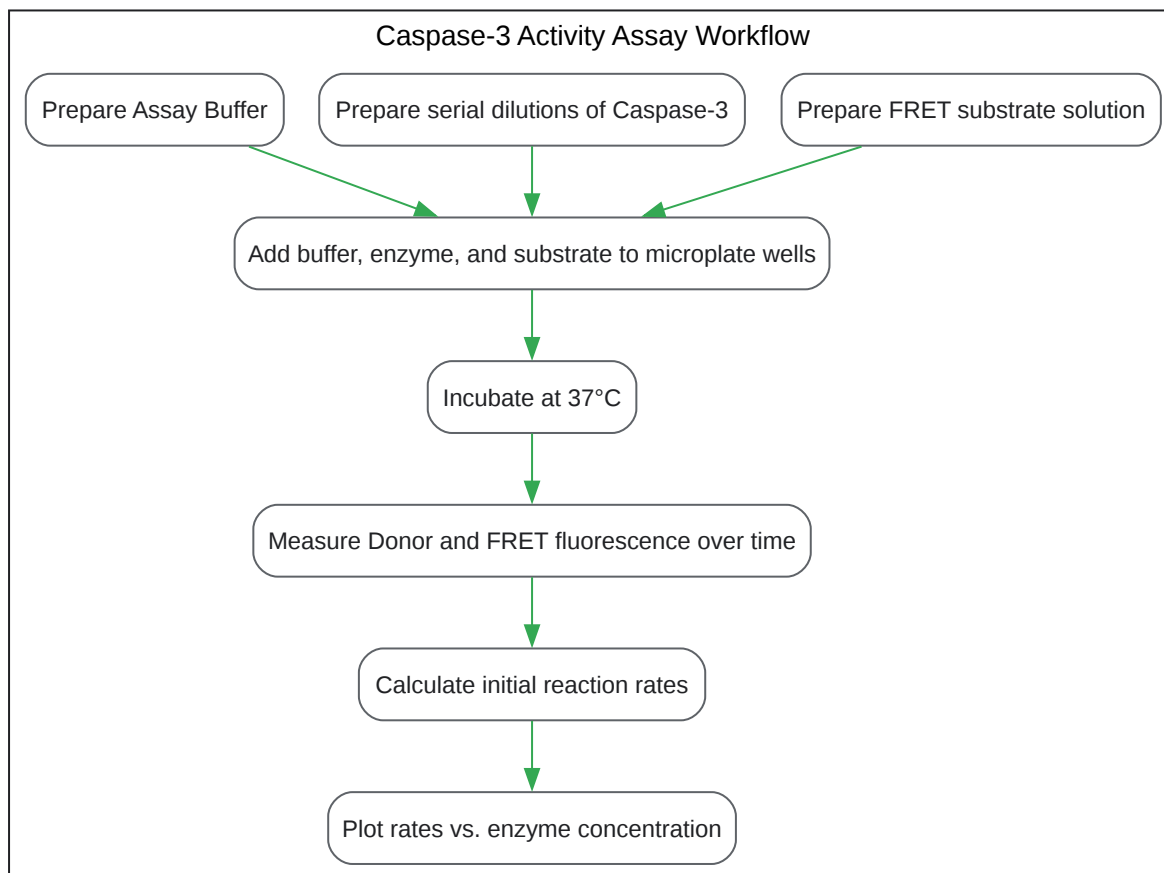 Caspase-3 Activity Assay Workflow
Prepare Assay Buffer
Prepare serial dilutions of Caspase-3
Prepare FRET substrate solution
Add buffer, enzyme, and substrate to microplate wells
Incubate at 37°C
Measure Donor and FRET fluorescence over time
Calculate initial reaction rates
Plot rates vs. enzyme concentration